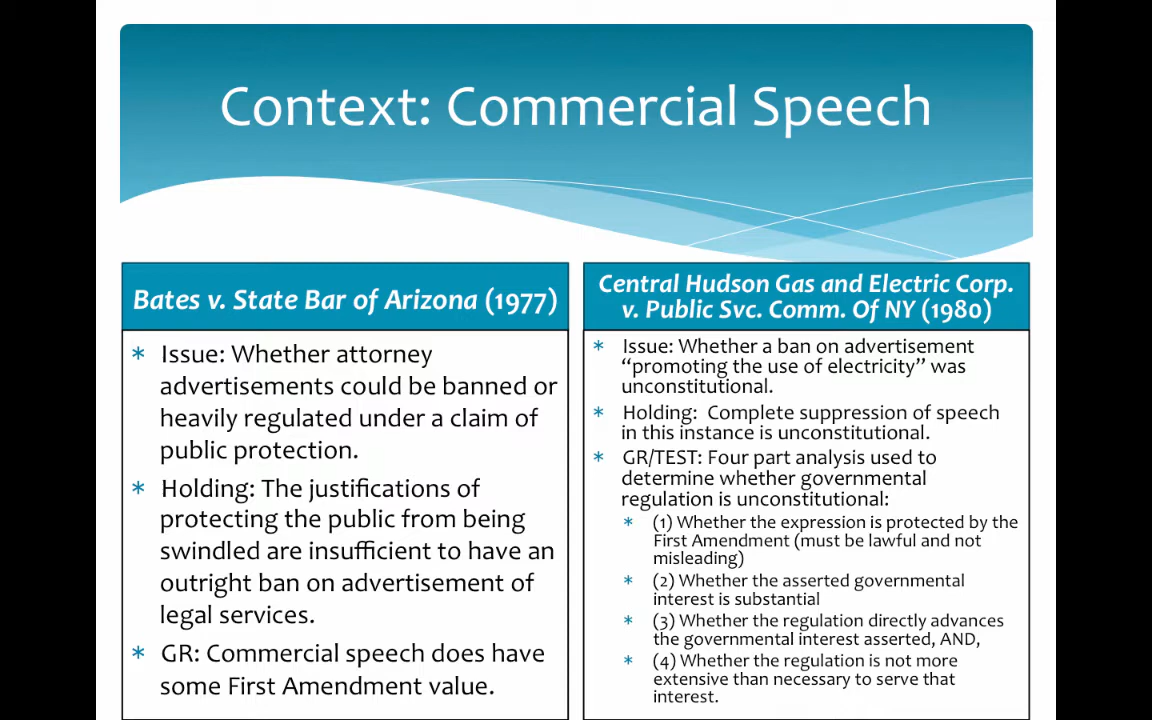 Context: Commercial Speech
Bates v. State Bar of Arizona (1977)
* Issue: Whether attorney
advertisements could be banned or
heavily regulated under a claim of
public protection.
* Holding: The justifications of
protecting the public from being
swindled are insufficient to have an
outright ban on advertisement of
legal services.
* GR: Commercial speech does have
some First Amendment value.
Central Hudson Gas and Electric Corp.
v. Public Svc. Comm. Of NY (1980)
* Issue: Whether a ban on advertisement
“promoting the use of electricity” was
unconstitutional.
* Holding: Complete suppression of speech
in this instance is unconstitutional.
* GR/TEST: Four part analysis used to
determine whether governmental
regulation is unconstitutional:
* (1) Whether the expression is protected by the
First Amendment (must be lawful and not
misleading)
* (2) Whether the asserted governmental
interest is substantial
* (3) Whether the regulation directly advances
the governmental interest asserted, AND,
* (4) Whether the regulation is not more
extensive than necessary to serve that
interest.